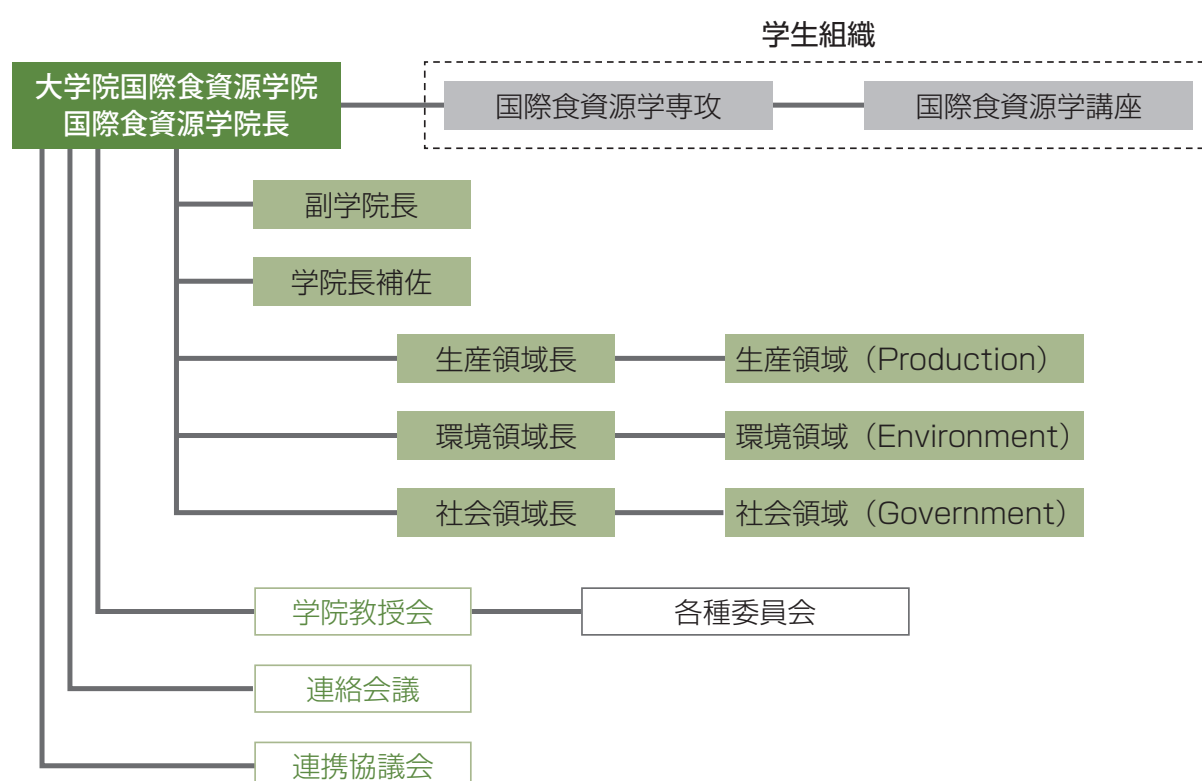 学生組織
大学院国際食資源学院
国際食資源学院長
国際食資源学専攻
国際食資源学講座
副学院長
学院長補佐
生産領域長
生産領域（Production）
環境領域長
環境領域（Environment）
社会領域長
社会領域（Government）
学院教授会
各種委員会
連絡会議
連携協議会